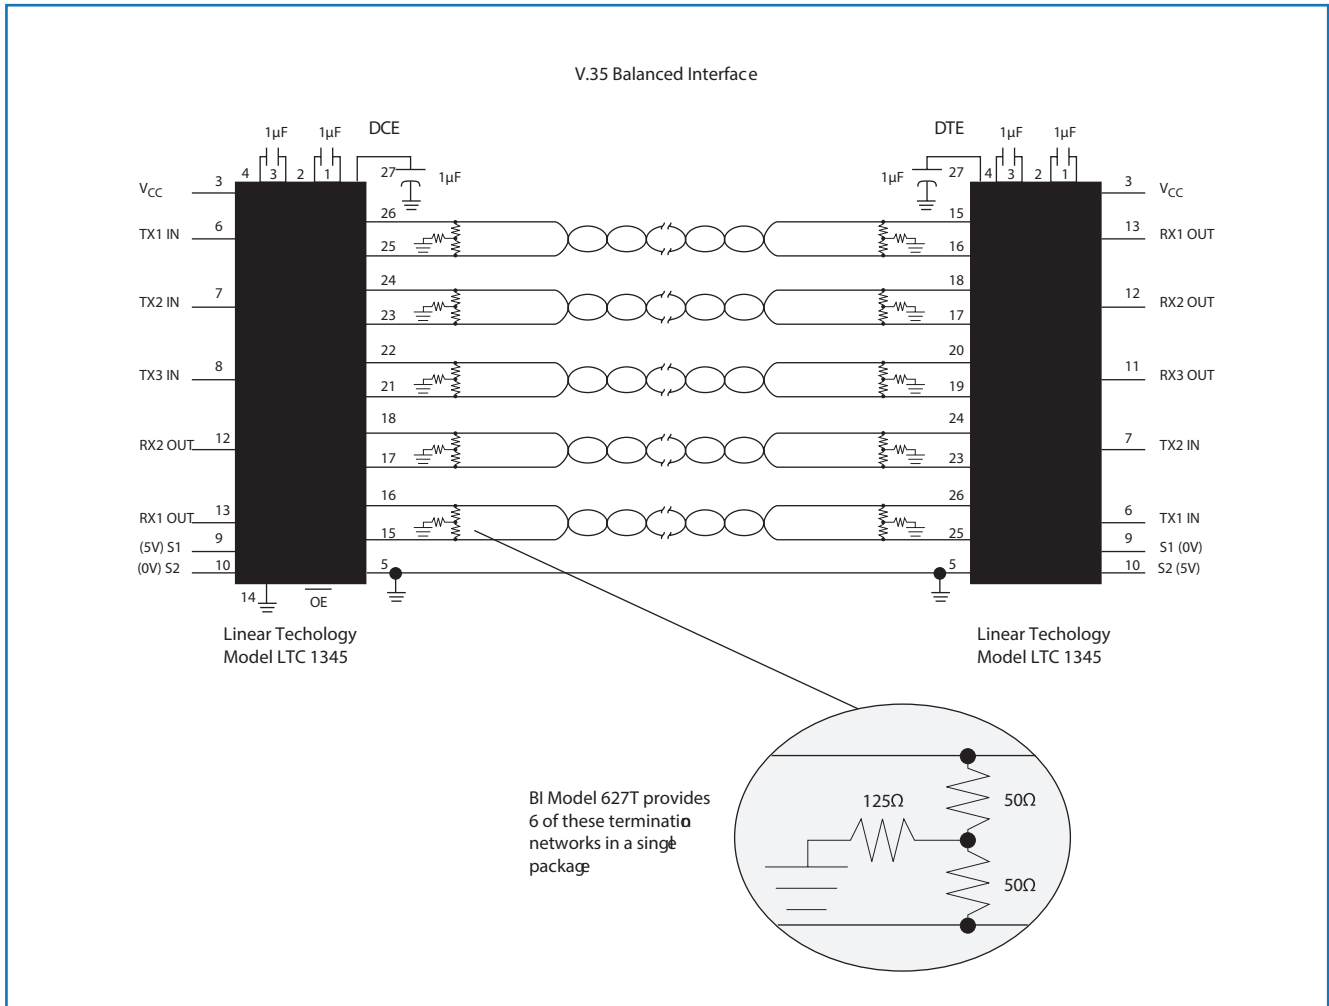 V.35 Balanced Interface
DCE
DTE
1µF
1µF
1µF
1µF
4
3
2
1
27
1µF
1µF
27
4
3
2
1
VCC
3
26
15
3
VCC
TX1 IN
6
25
16
13
RX1 OUT
24
18
TX2 IN
7
23
17
12
RX2 OUT
22
20
TX3 IN
8
21
19
11
RX3 OUT
18
24
RX2 OUT
12
17
23
7
TX2 IN
16
26
RX1 OUT
13
15
25
6
TX1 IN
(5V) S1
9
9
S1 (0V)
(0V) S2
10
5
5
10
S2 (5V)
14
OE
Linear Techology
Model LTC 1345
Linear Techology
Model LTC 1345
BI Model 627T provides
6 of these termination
networks in a single
package
125Ω
50Ω
50Ω